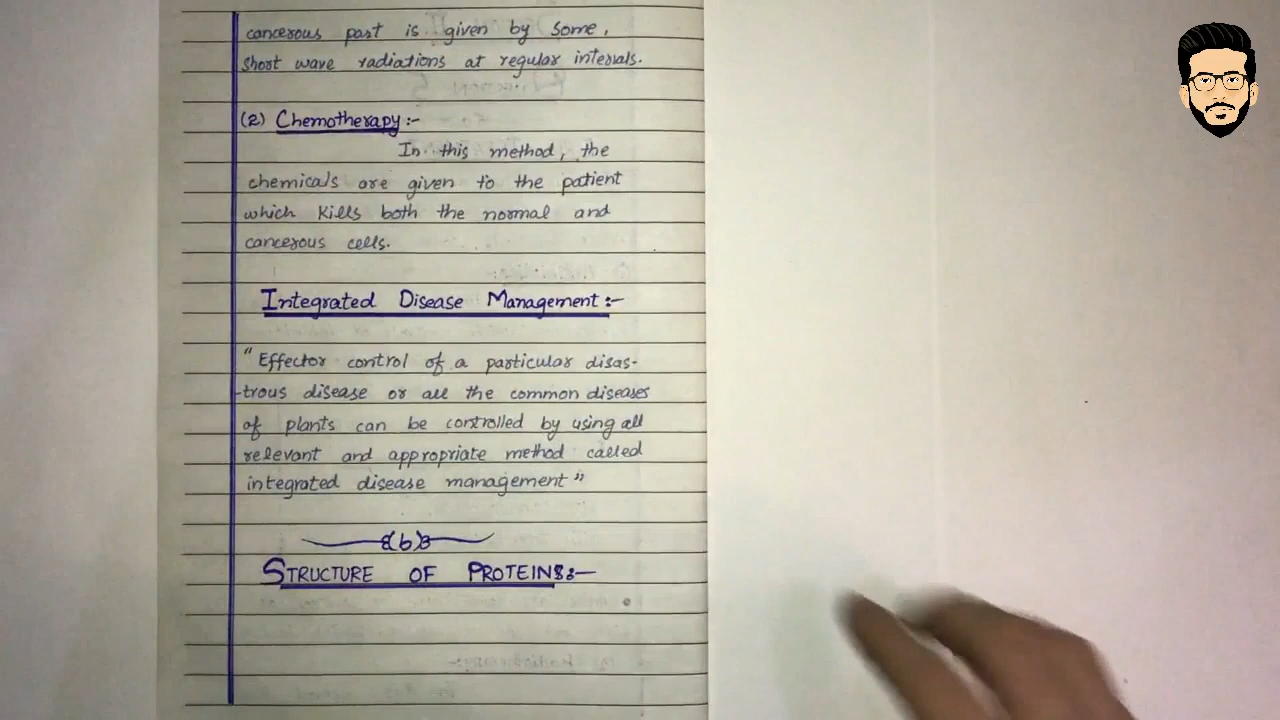 cancerous part is given by some,
short wave radiations at regular intervals.
(2) Chemotherapy:-
In this method, the
chemicals are given to the patient
which kills both the normal and
cancerous cells.
Integrated Disease Management:-
"Effector control of a particular disas-
-trous disease or all the common diseases
of plants can be controlled by using all
relevant and appropriate method called
integrated disease management"
(b)
STRUCTURE OF PROTEINS:-